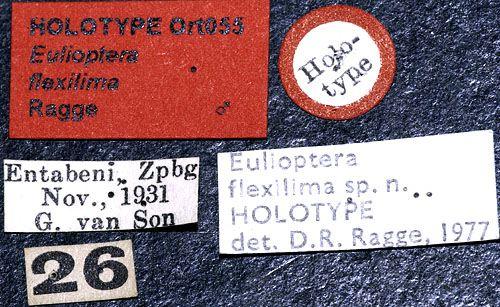 HOLOTYPE Ort055
Eulioptera
flexilima
Ragge ♂
Holo-
type
Entabeni, Zpbg
Nov., 1931
G. van Son
26
Eulioptera
flexilima sp. n.
HOLOTYPE
det. D.R. Ragge, 1977